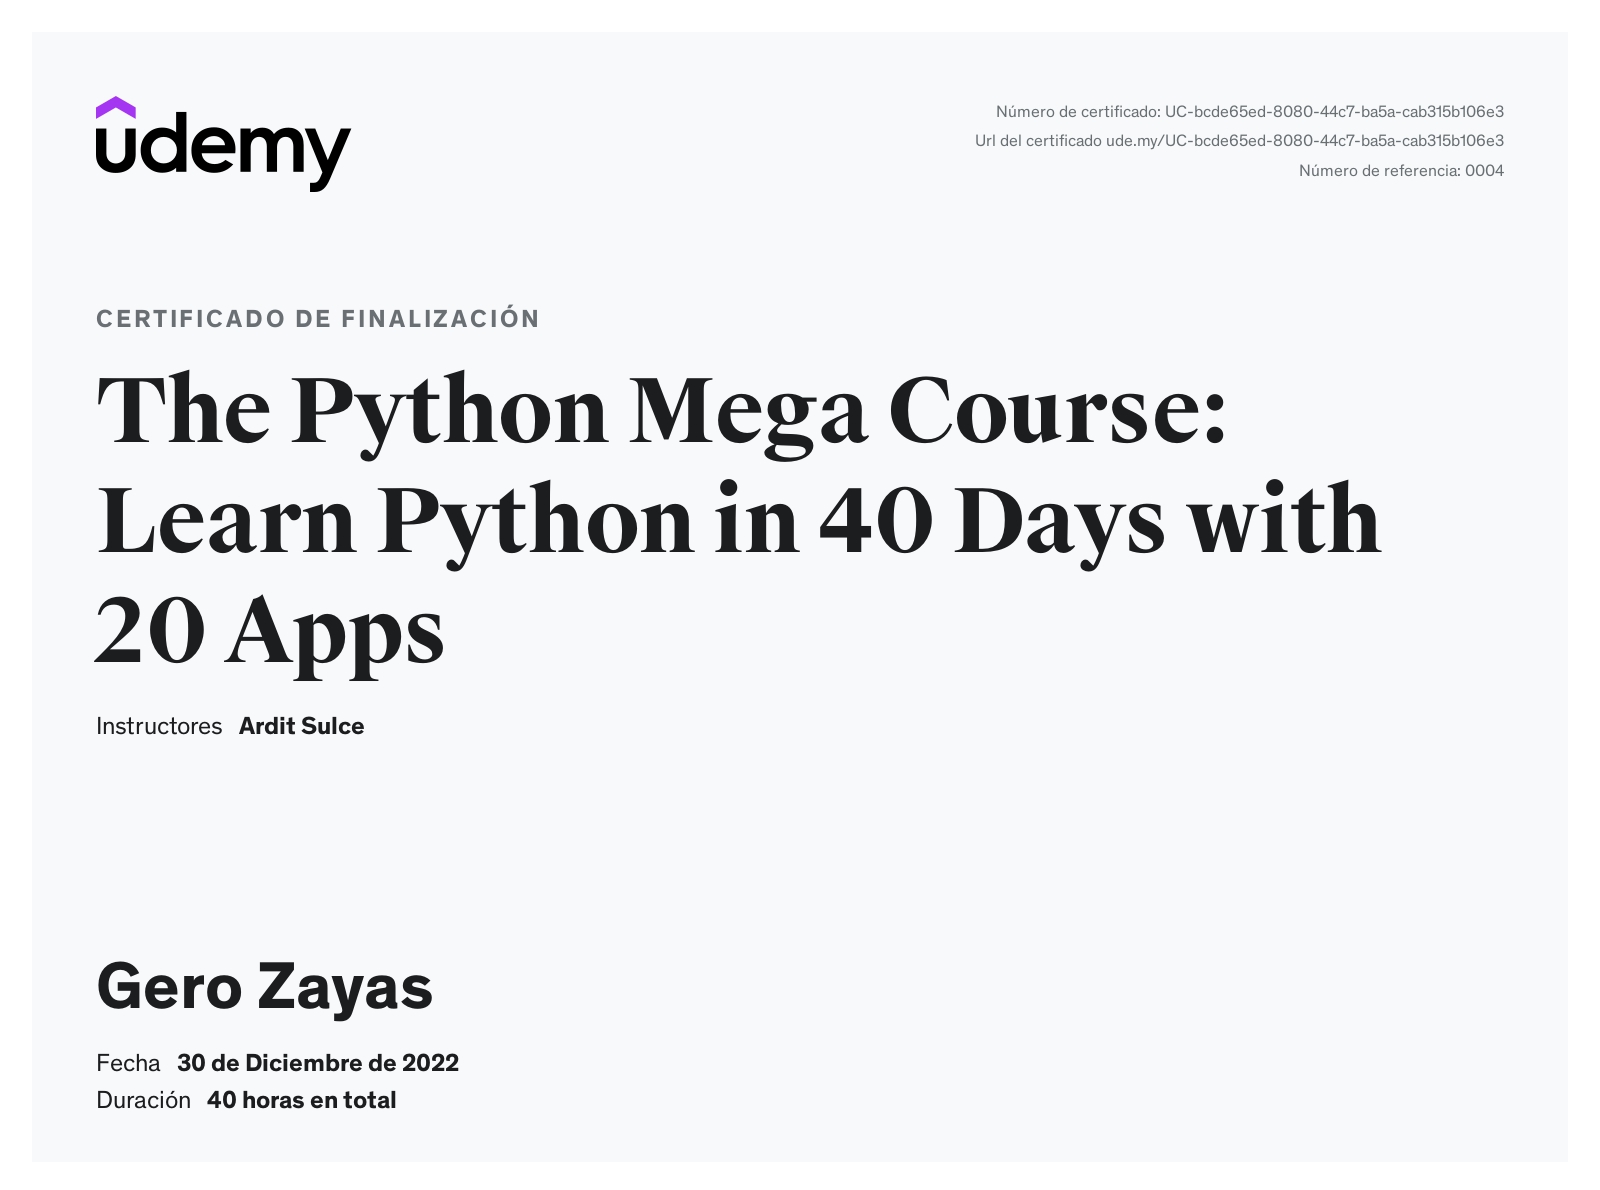 udemy
Número de certificado: UC-bcde65ed-8080-44c7-ba5a-cab315b106e3
Url del certificado ude.my/UC-bcde65ed-8080-44c7-ba5a-cab315b106e3
Número de referencia: 0004
CERTIFICADO DE FINALIZACIÓN
The Python Mega Course:
Learn Python in 40 Days with
20 Apps
Instructores Ardit Sulce
Gero Zayas
Fecha 30 de Diciembre de 2022
Duración 40 horas en total